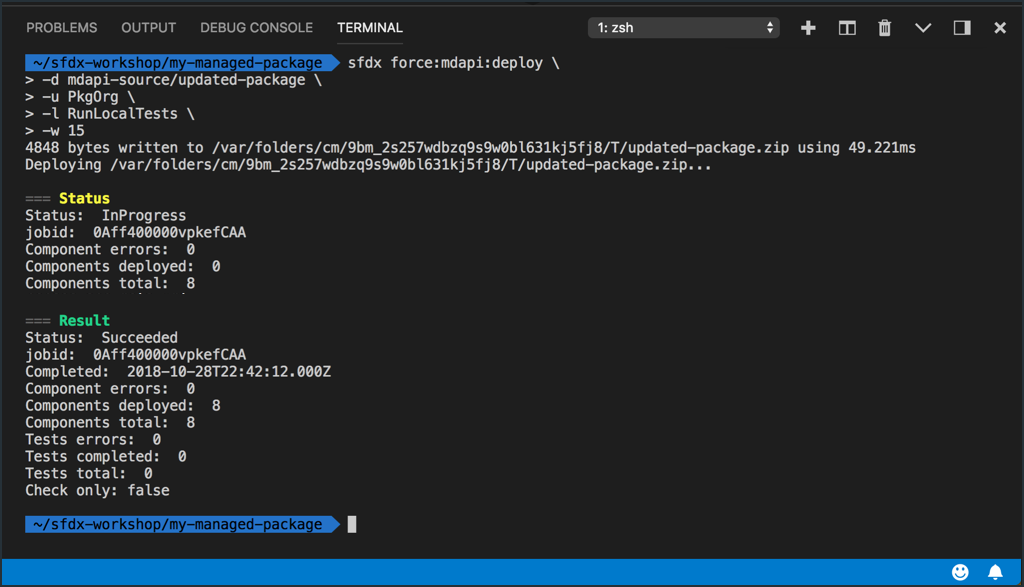 PROBLEMS OUTPUT DEBUG CONSOLE TERMINAL 1: zsh
~/sfdx-workshop/my-managed-package sfdx force:mdapi:deploy \
> -d mdapi-source/updated-package \
> -u PkgOrg \
> -l RunLocalTests \
> -w 15
4848 bytes written to /var/folders/cm/9bm_2s257wdbzq9s9w0bl631kj5fj8/T/updated-package.zip using 49.221ms
Deploying /var/folders/cm/9bm_2s257wdbzq9s9w0bl631kj5fj8/T/updated-package.zip...
=== Status
Status:  InProgress
jobid:  0Aff400000vpkefCAA
Component errors:  0
Components deployed:  0
Components total:  8
=== Result
Status:  Succeeded
jobid:  0Aff400000vpkefCAA
Completed:  2018-10-28T22:42:12.000Z
Component errors:  0
Components deployed:  8
Components total:  8
Tests errors:  0
Tests completed:  0
Tests total:  0
Check only: false
~/sfdx-workshop/my-managed-package